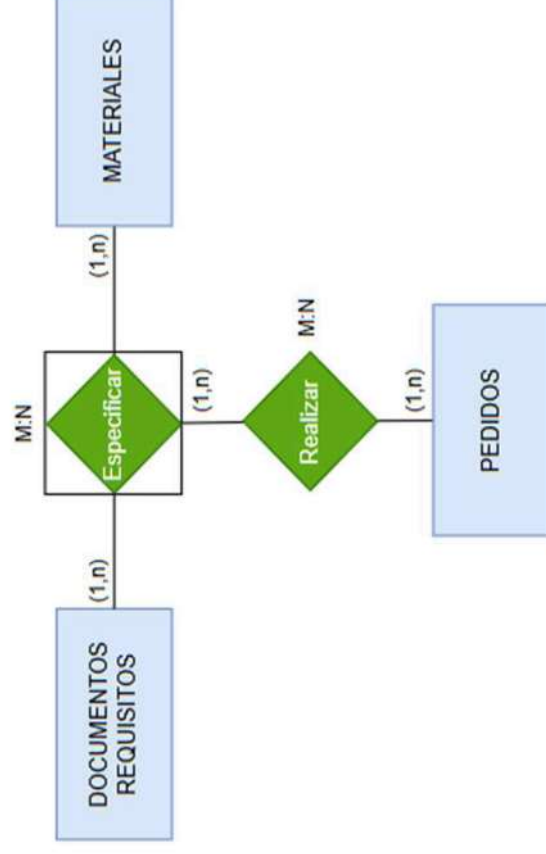 M:N
DOCUMENTOS
REQUISITOS
(1,n)
Especificar
(1,n)
MATERIALES
(1,n)
Realizar
M:N
(1,n)
PEDIDOS